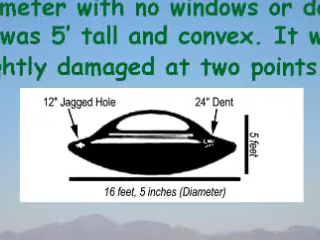 meter with no windows or
was 5' tall and convex. It
damaged at two points
12" Jagged Hole
24" Dent
5 feet
16 feet, 5 inches (Diameter)